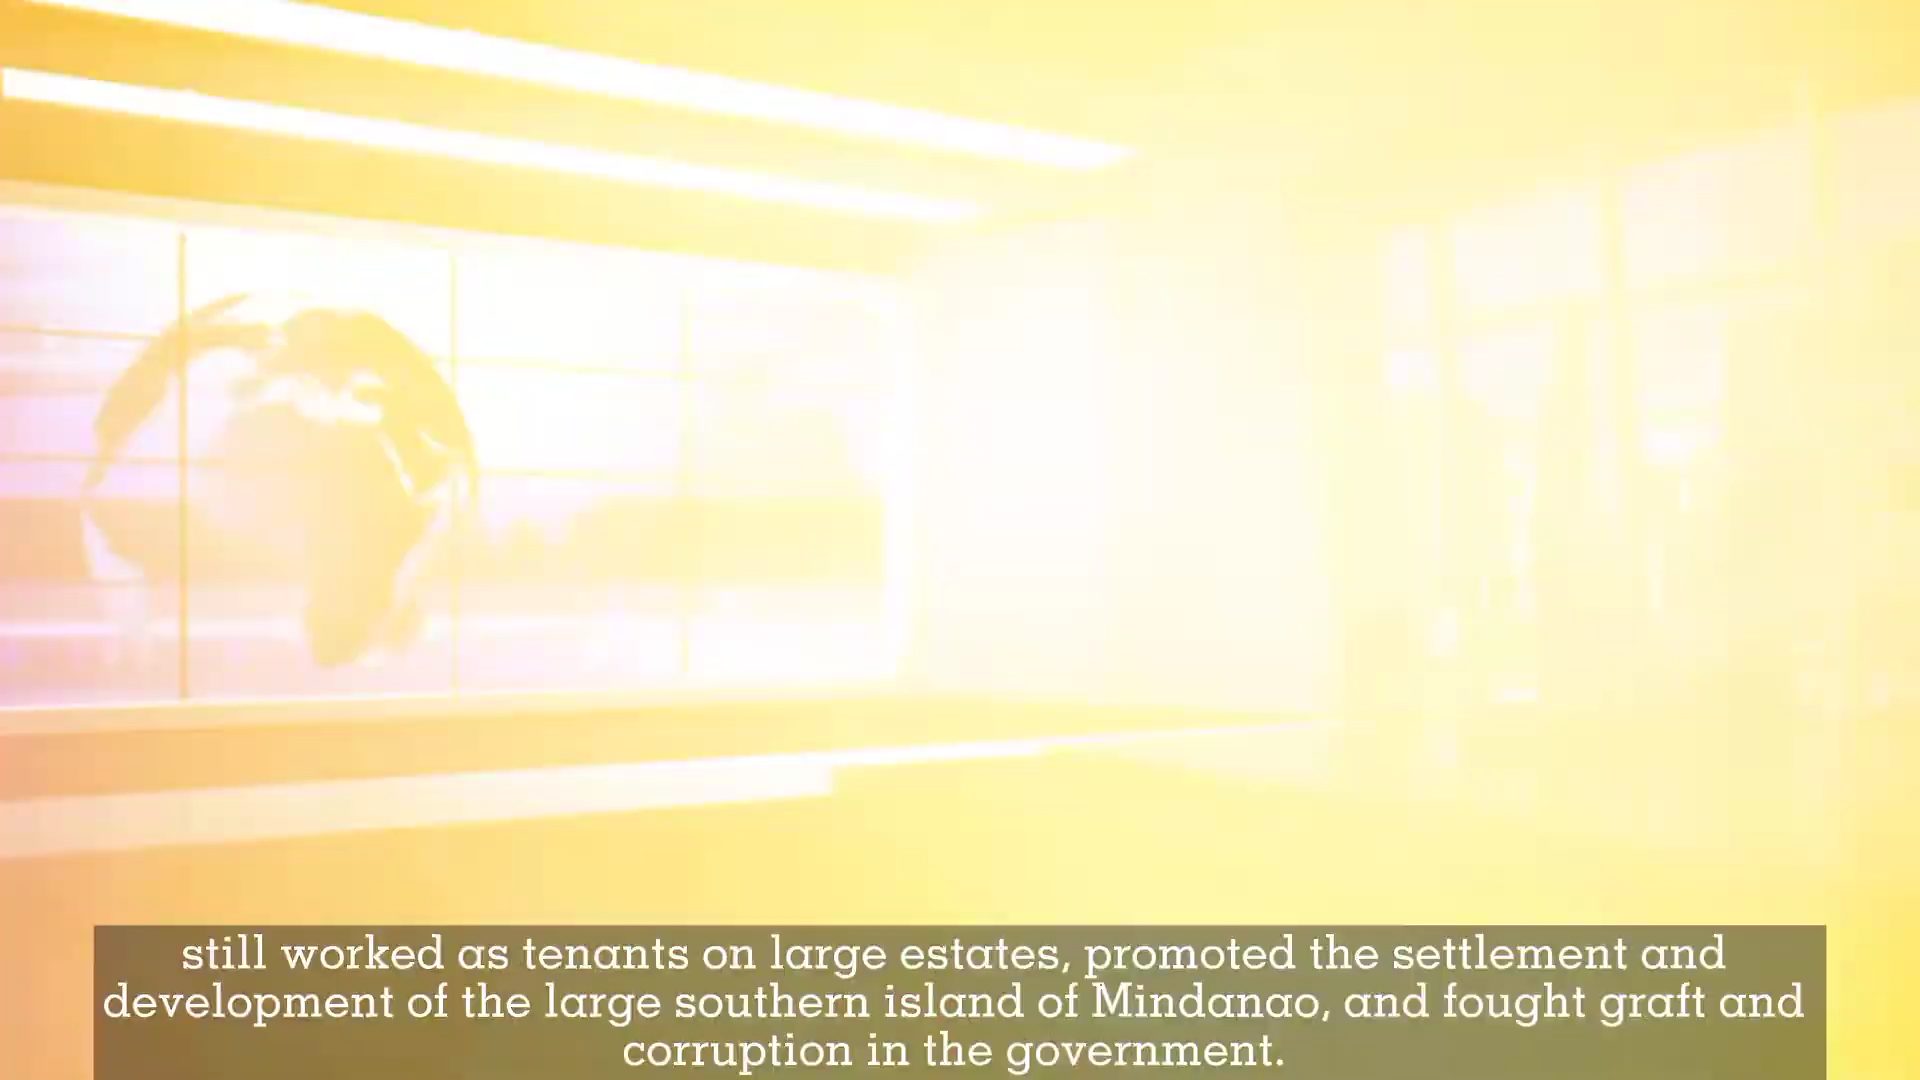 still worked as tenants on large estates, promoted the settlement and
development of the large southern island of Mindanao, and fought graft and
corruption in the government.